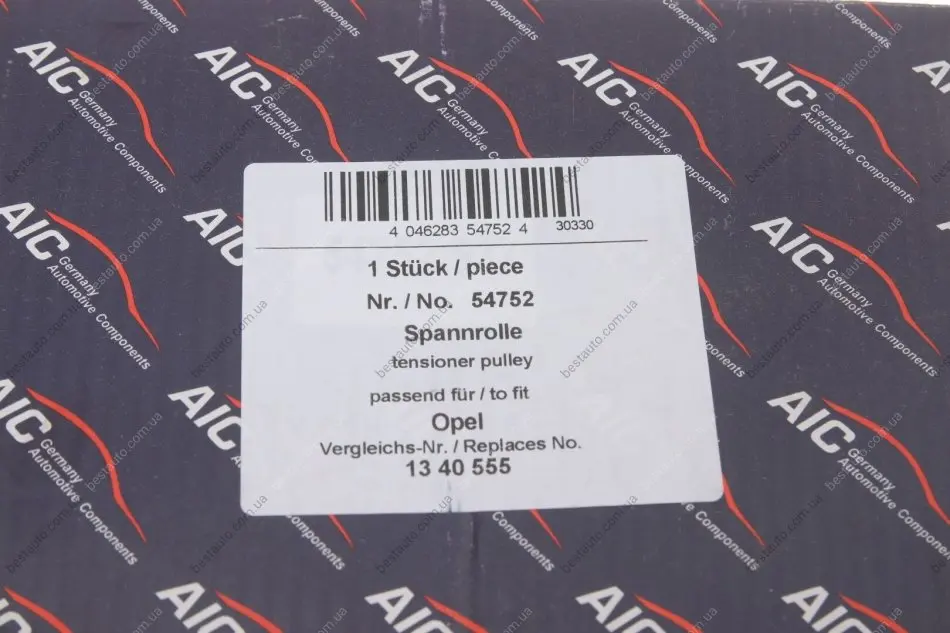 4 046283 54752 4 30330
1 Stück / piece
Nr. / No. 54752
Spannrolle
tensioner pulley
passend für / to fit
Opel
Vergleichs-Nr. / Replaces No.
13 40 555
AIC
Germany
Automotive Components
bestauto.com.ua